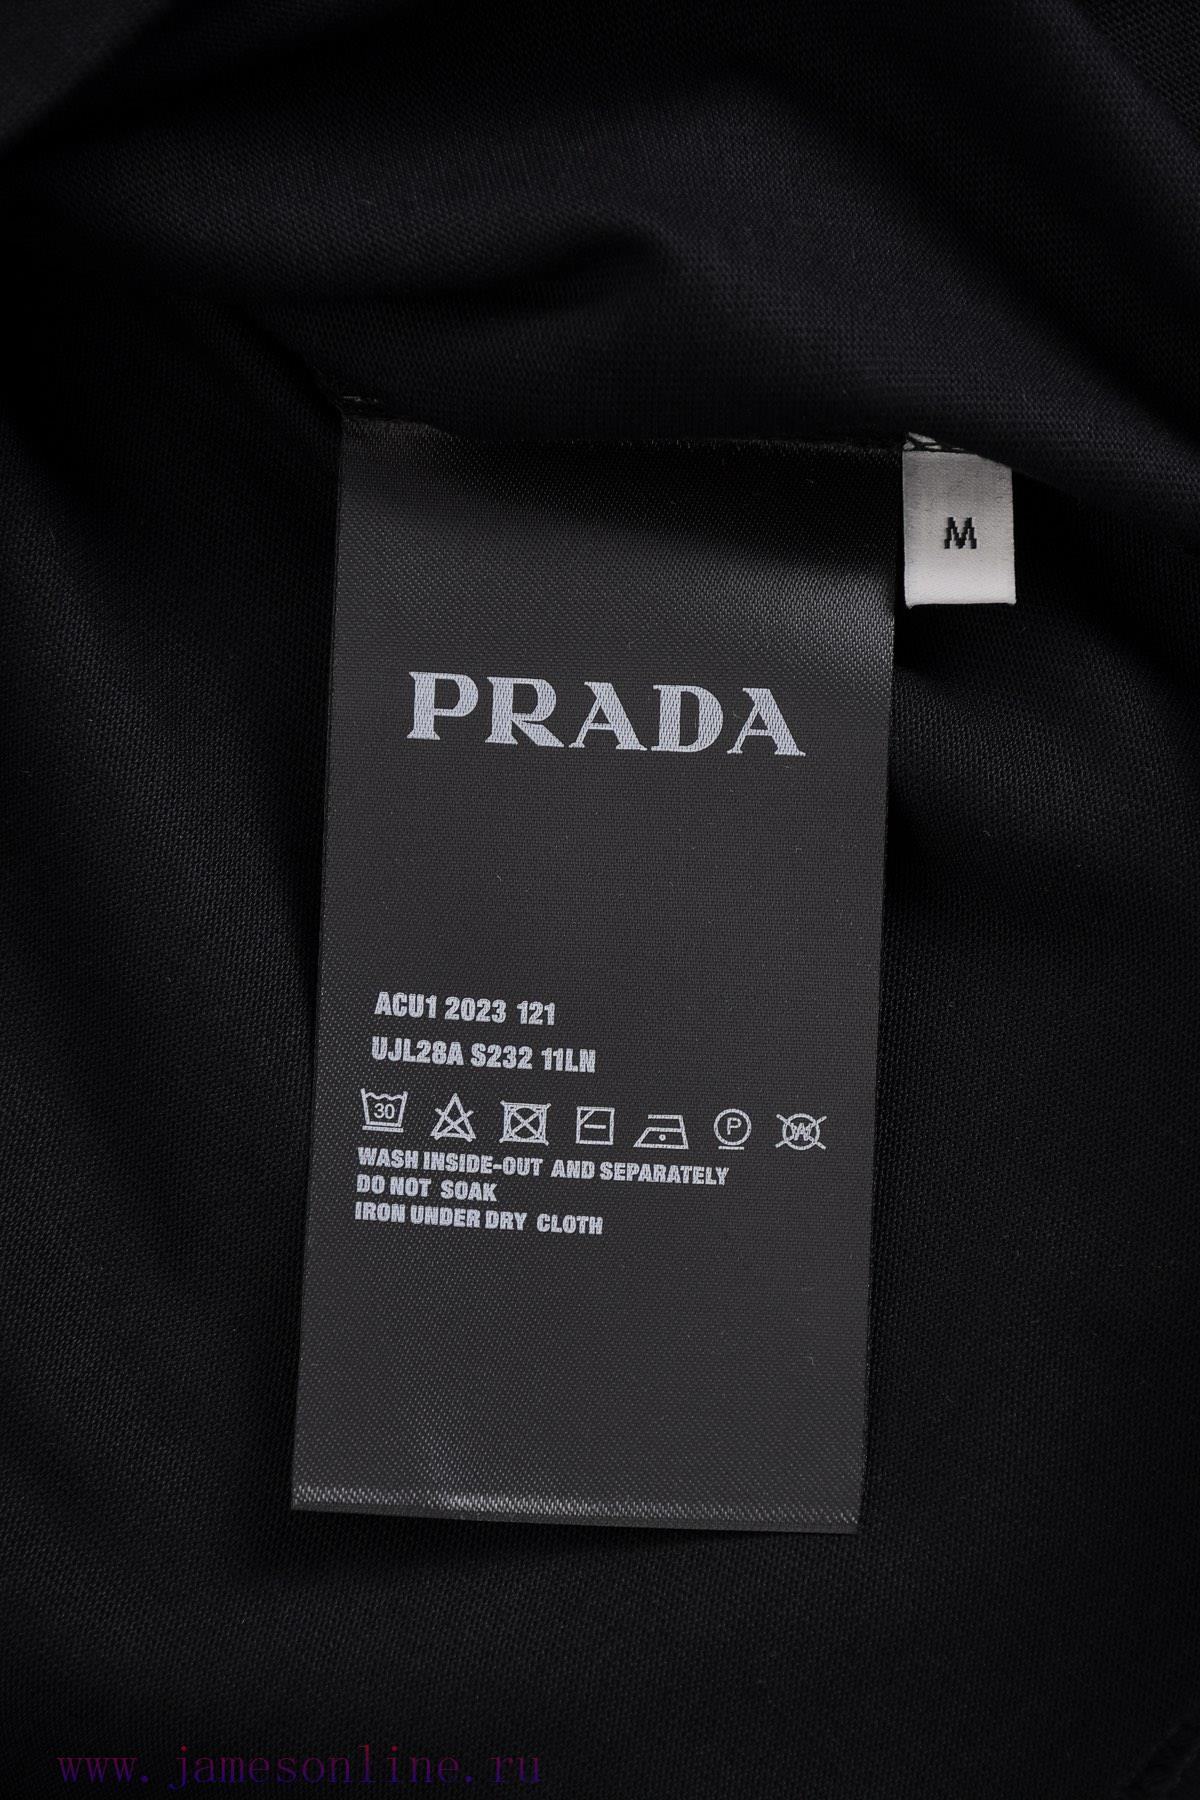 M
PRADA
ACU1 2023 121
UJL28A S232 11LN
30 P W
WASH INSIDE-OUT AND SEPARATELY
DO NOT SOAK
IRON UNDER DRY CLOTH
www.jamesonline.ru